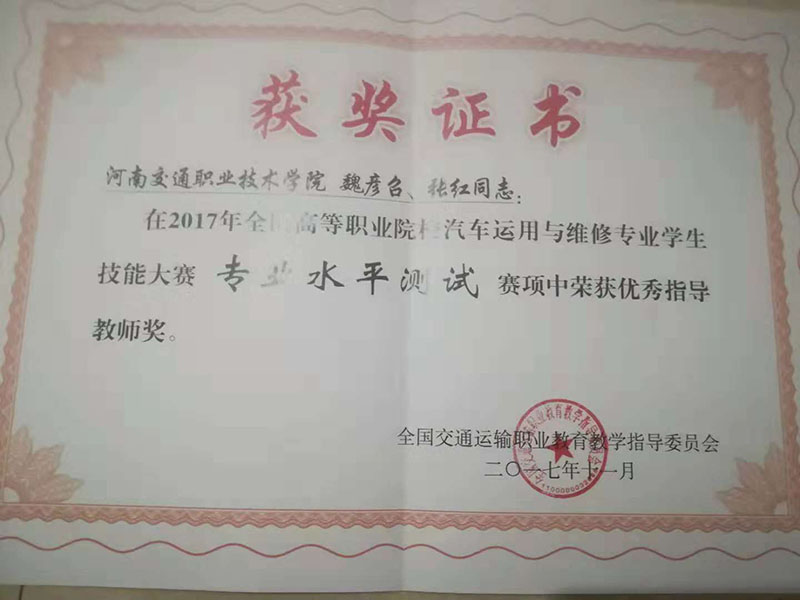 获奖证书
河南交通职业技术学院 魏彦召、张红同志:
在2017年全国高等职业院校汽车运用与维修专业学生
技能大赛 专业水平测试 赛项中荣获优秀指导
教师奖。
全国交通运输职业教育教学指导委员会
二〇一七年十一月